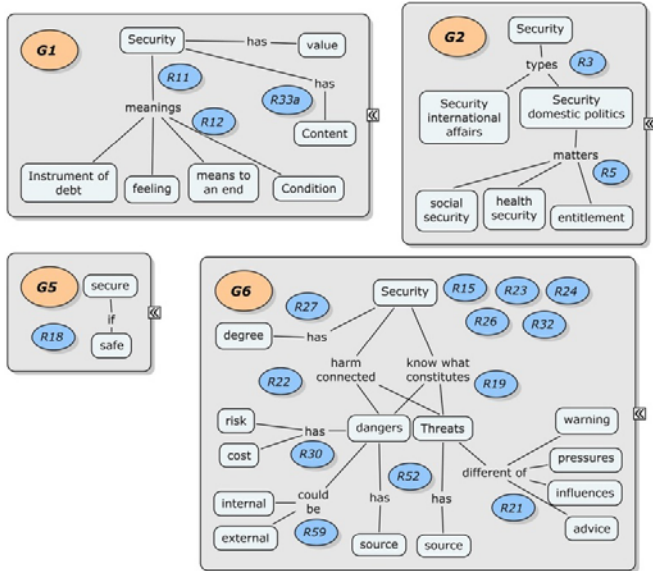 G1
Security
has
value
R11
has
R33a
meanings
R12
Content
Instrument of
debt
feeling
means to
an end
Condition
G2
Security
types
R3
Security
international
affairs
Security
domestic politics
matters
R5
social
security
health
security
entitlement
G5
secure
R18
if
safe
G6
R27
Security
R15
R23
R24
R26
R32
degree
has
harm
connected
know what
constitutes
R22
R19
risk
has
cost
R30
dangers
Threats
warning
pressures
different of
influences
R21
advice
R52
internal
could
be
external
R59
has
has
source
source